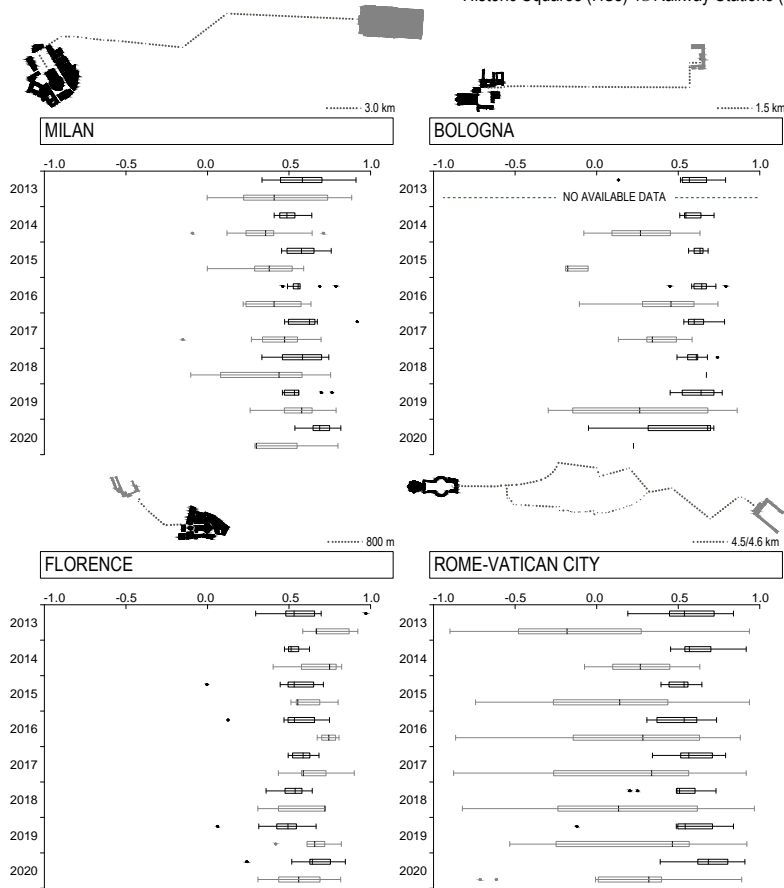 Historic Squares (HSs) vs Railway Stations (
3.0 km
1.5 km
MILAN
BOLOGNA
-1.0 -0.5 0.0 0.5 1.0
-1.0 -0.5 0.0 0.5 1.0
2013
2014
2015
2016
2017
2018
2019
2020
2013
NO AVAILABLE DATA
2014
2015
2016
2017
2018
2019
2020
800 m
4.5/4.6 km
FLORENCE
ROME-VATICAN CITY
-1.0 -0.5 0.0 0.5 1.0
-1.0 -0.5 0.0 0.5 1.0
2013
2014
2015
2016
2017
2018
2019
2020
2013
2014
2015
2016
2017
2018
2019
2020